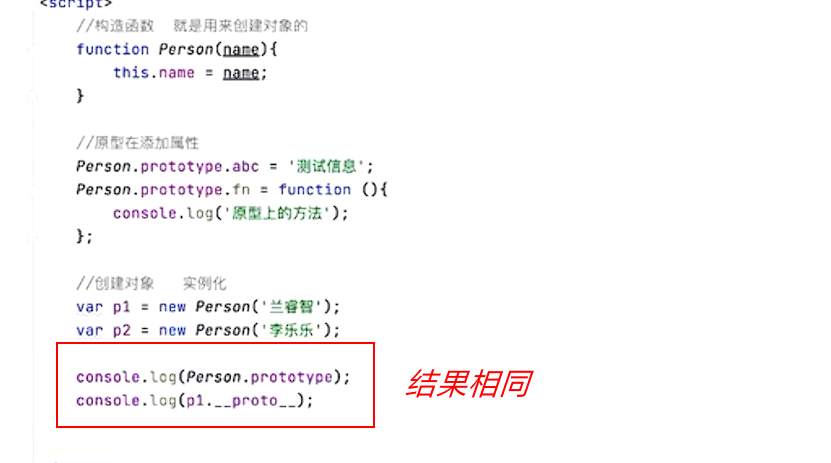 <script>
//构造函数 就是用来创建对象的
function Person(name){
this.name = name;
}
//原型在添加属性
Person.prototype.abc = '测试信息';
Person.prototype.fn = function (){
console.log('原型上的方法');
};
//创建对象 实例化
var p1 = new Person('兰睿智');
var p2 = new Person('李乐乐');
console.log(Person.prototype);
console.log(p1.__proto__);
结果相同